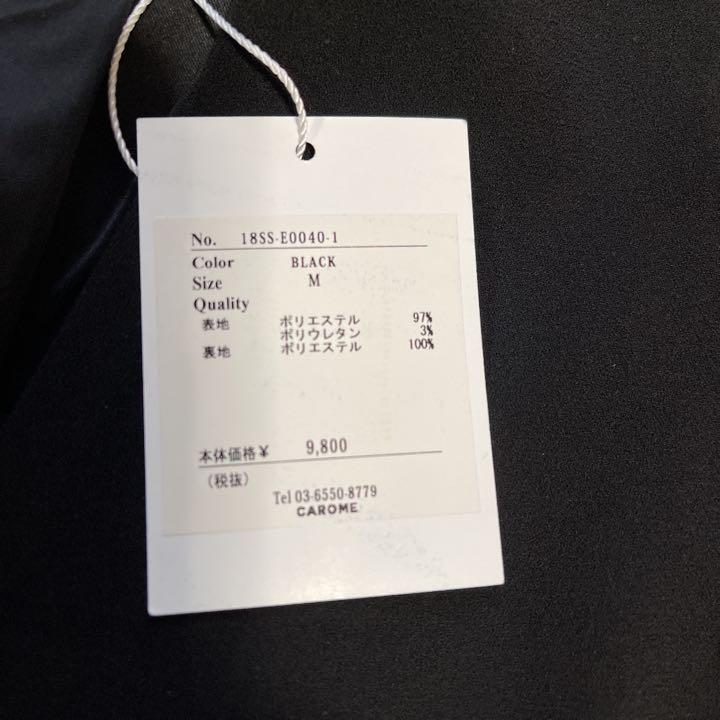 No. 18SS-E0040-1
Color BLACK
Size M
Quality
表地 ポリエステル 97%
ポリウレタン 3%
裏地 ポリエステル 100%
本体価格¥ 9,800
(税抜)
Tel 03-6550-8779
CAROME